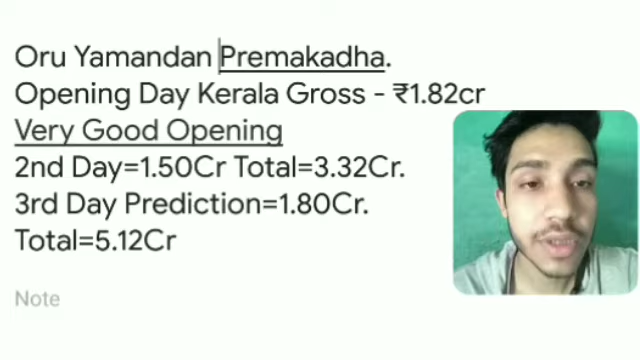 Oru Yamandan Premakadha.
Opening Day Kerala Gross - ₹1.82cr
Very Good Opening
2nd Day=1.50Cr Total=3.32Cr.
3rd Day Prediction=1.80Cr.
Total=5.12Cr
Note